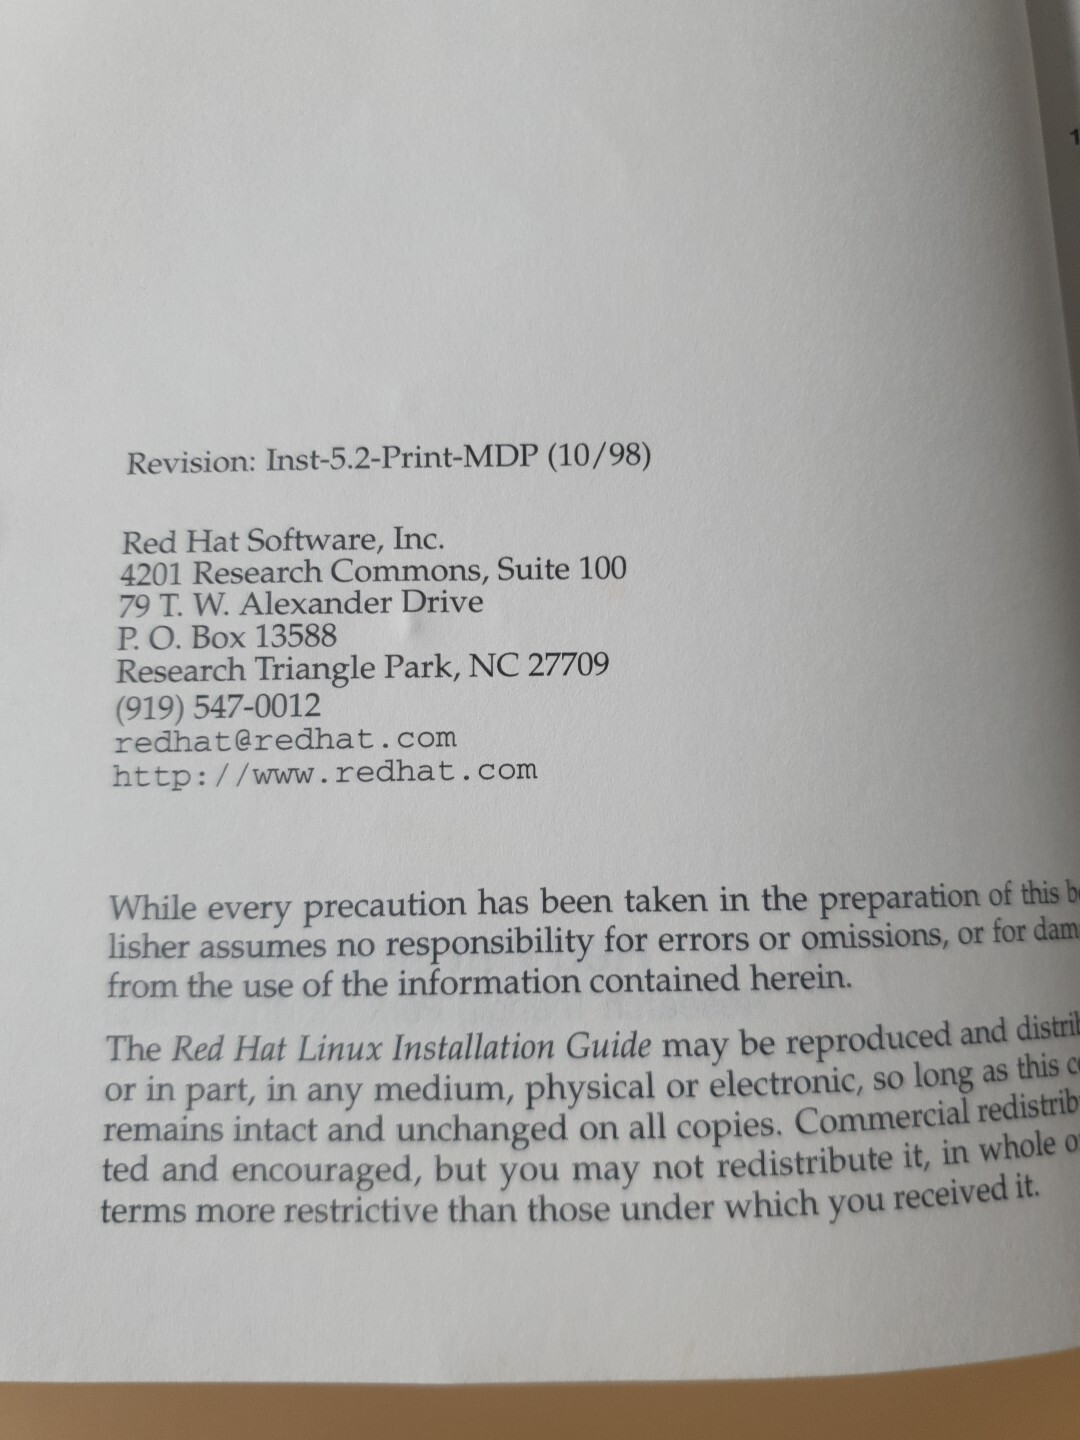 1
Revision: Inst-5.2-Print-MDP (10/98)
Red Hat Software, Inc.
4201 Research Commons, Suite 100
79 T. W. Alexander Drive
P. O. Box 13588
Research Triangle Park, NC 27709
(919) 547-0012
redhat@redhat.com
http://www.redhat.com
While every precaution has been taken in the preparation of this
lisher assumes no responsibility for errors or omissions, or for dam
from the use of the information contained herein.
The Red Hat Linux Installation Guide may be reproduced and distrib
or in part, in any medium, physical or electronic, so long as this
remains intact and unchanged on all copies. Commercial redistrib
ted and encouraged, but you may not redistribute it, in whole o
terms more restrictive than those under which you received it.